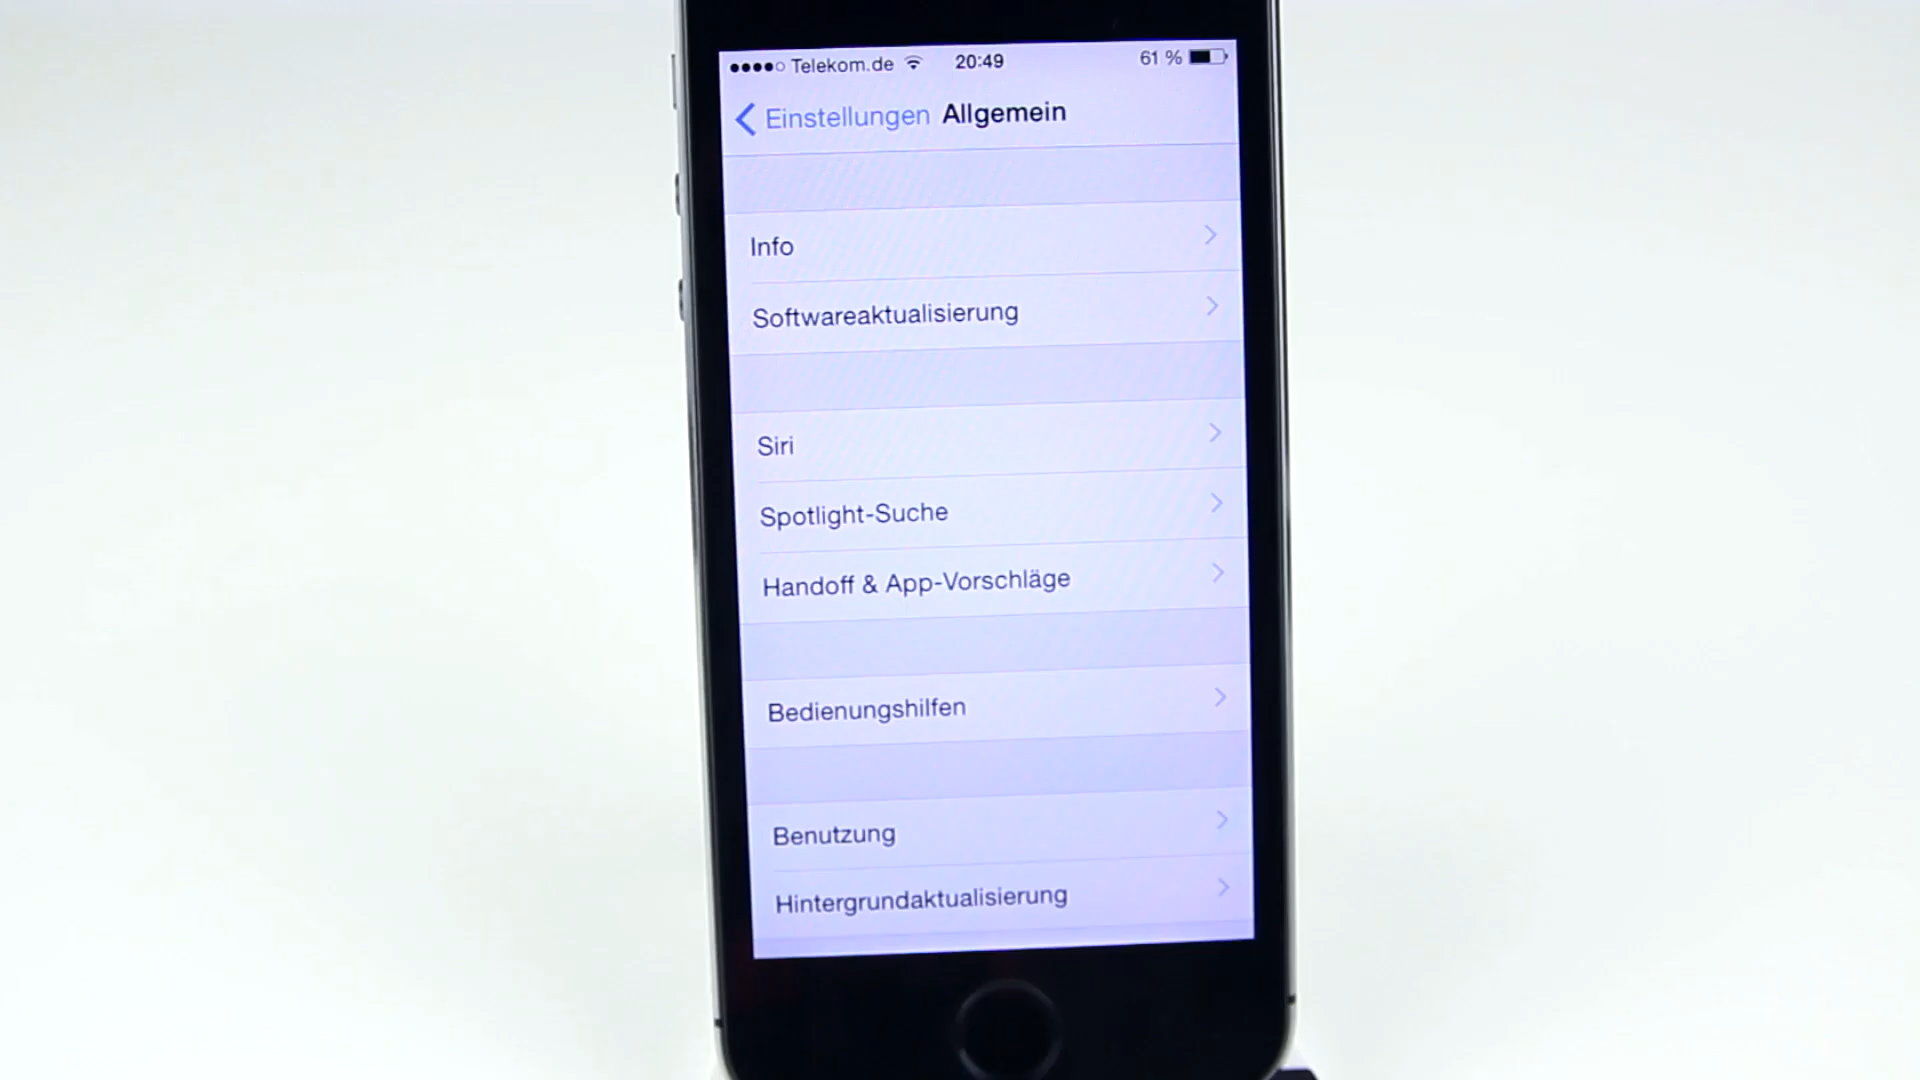 Telekom.de 20:49 61 %
Einstellungen Allgemein
Info
Softwareaktualisierung
Siri
Spotlight-Suche
Handoff & App-Vorschläge
Bedienungshilfen
Benutzung
Hintergrundaktualisierung